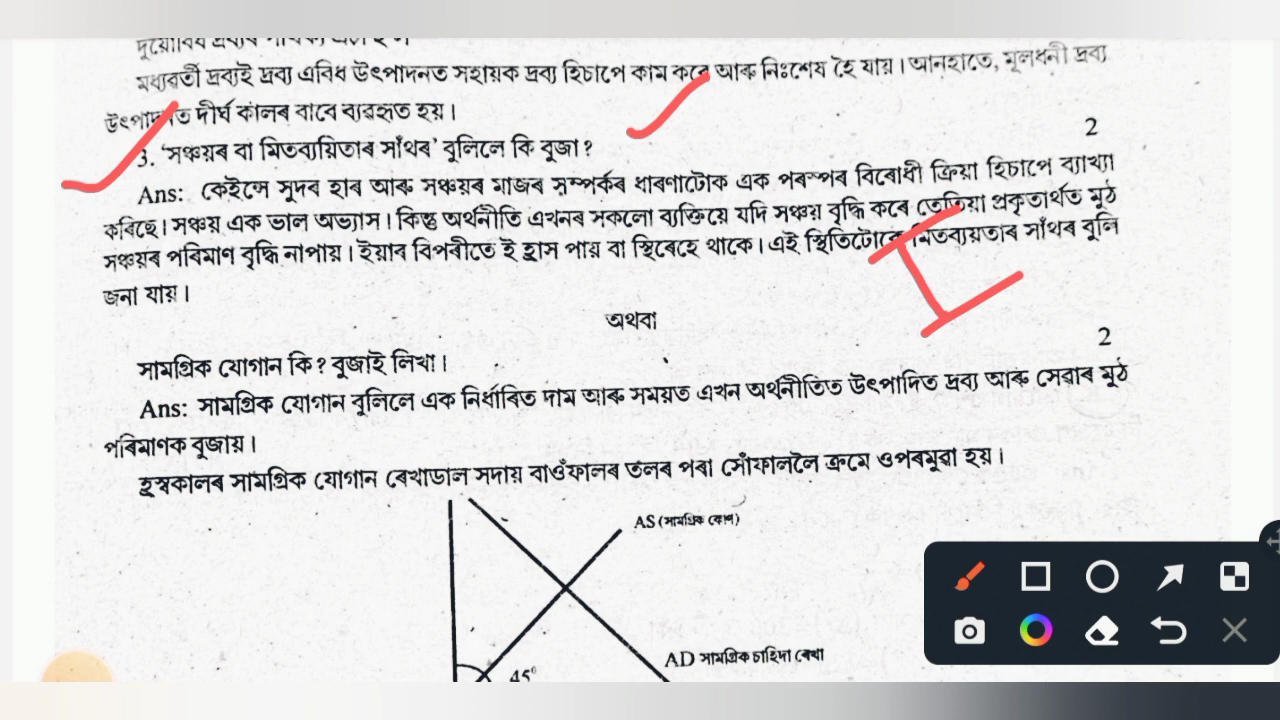 মধ্যবৰ্তী দ্ৰব্যই দ্ৰব্য এবিধ উৎপাদনত সহায়ক দ্ৰব্য হিচাপে কাম কৰে আৰু নিঃশেষ হৈ যায়। আনহাতে, মূলধনী দ্ৰব্য
উৎপাদনত দীৰ্ঘ কালৰ বাবে ব্যৱহৃত হয়।
2
3. 'সঞ্চয়ৰ বা মিতব্যয়িতাৰ সাঁথৰ' বুলিলে কি বুজা?
Ans: কেইন্সে সুদৰ হাৰ আৰু সঞ্চয়ৰ মাজৰ সম্পৰ্কৰ ধাৰণাটোক এক পৰস্পৰ বিৰোধী ক্ৰিয়া হিচাপে ব্যাখ্যা
কৰিছে। সঞ্চয় এক ভাল অভ্যাস। কিন্তু অৰ্থনীতি এখনৰ সকলো ব্যক্তিয়ে যদি সঞ্চয় বৃদ্ধি কৰে তেতিয়া প্ৰকৃতাৰ্থত মুঠ
সঞ্চয়ৰ পৰিমাণ বৃদ্ধি নাপায়। ইয়াৰ বিপৰীতে ই হ্ৰাস পায় বা স্থিৰেহে থাকে। এই স্থিতিটোকে মিতব্যয়তাৰ সাঁথৰ বুলি
জনা যায়।
অথবা
2
সামগ্ৰিক যোগান কি? বুজাই লিখা।
Ans: সামগ্ৰিক যোগান বুলিলে এক নিৰ্ধাৰিত দাম আৰু সময়ত এখন অৰ্থনীতিত উৎপাদিত দ্ৰব্য আৰু সেৱাৰ মুঠ
পৰিমাণক বুজায়।
হ্ৰস্বকালৰ সামগ্ৰিক যোগান ৰেখাডাল সদায় বাওঁফালৰ তলৰ পৰা সোঁফাললৈ ক্ৰমে ওপৰমুৱা হয়।
AS (সামগ্ৰিক
AD সামগ্ৰিক চাহিদা ৰেখা
45°